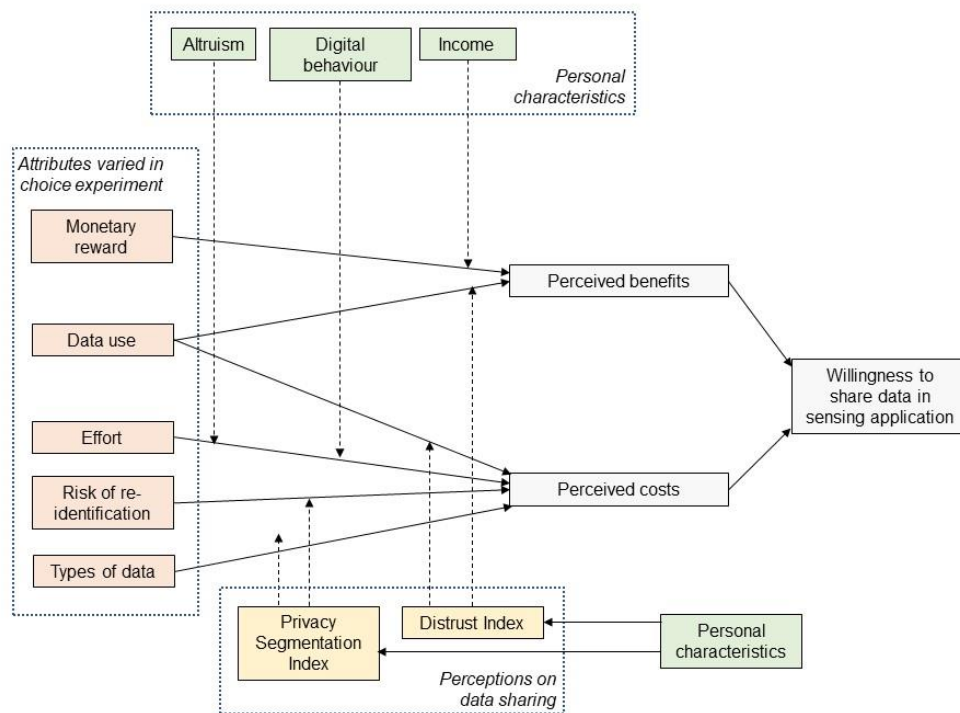 Altruism
Digital
behaviour
Income
Personal
characteristics
Attributes varied in
choice experiment
Monetary
reward
Data use
Effort
Risk of re-
identification
Types of data
Perceived benefits
Perceived costs
Willingness to
share data in
sensing application
Privacy
Segmentation
Index
Distrust Index
Perceptions on
data sharing
Personal
characteristics